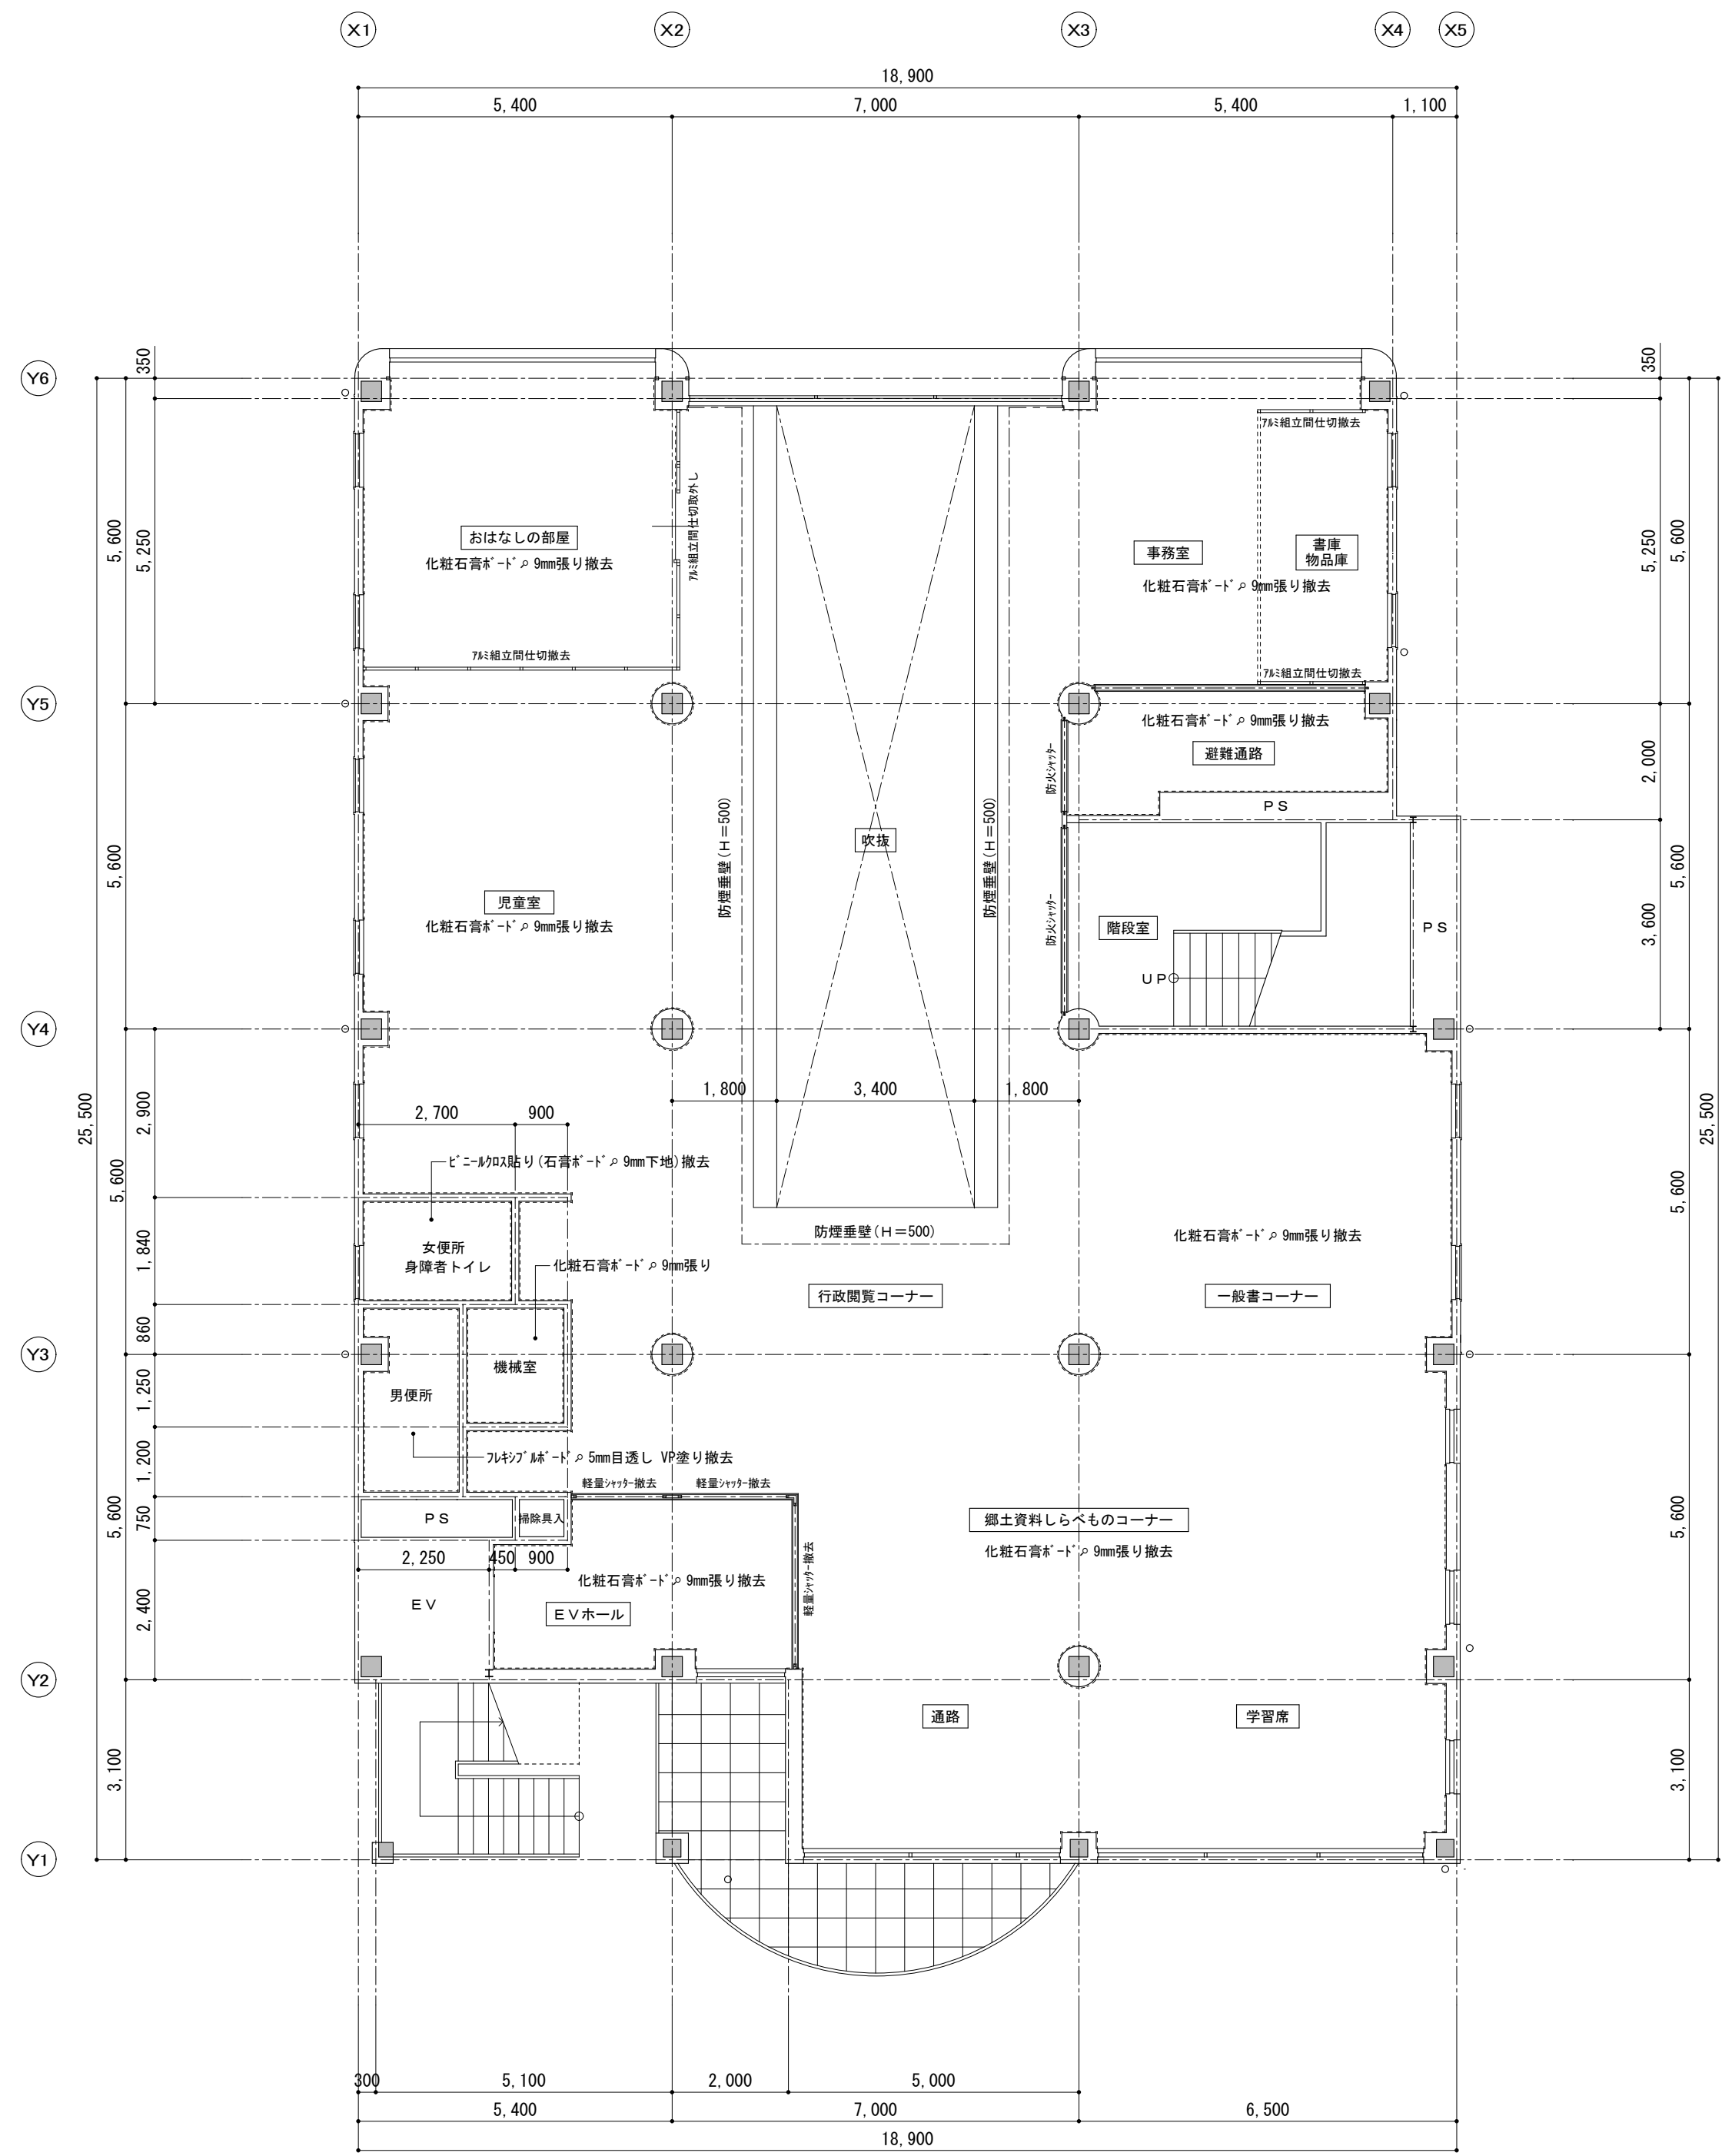 X1
X2
X3
X4
X5
18,900
5,400
7,000
5,400
1,100
Y6
350
350
ｱﾙﾐ組立間仕切撤去
5,600
5,250
ｱﾙﾐ組立間仕切取外し
おはなしの部屋
化粧石膏ﾎﾞｰﾄﾞ 9mm張り撤去
事務室
書庫
物品庫
化粧石膏ﾎﾞｰﾄﾞ 9mm張り撤去
5,250
5,600
ｱﾙﾐ組立間仕切撤去
ｱﾙﾐ組立間仕切撤去
Y5
化粧石膏ﾎﾞｰﾄﾞ 9mm張り撤去
避難通路
防火ｼｬｯﾀｰ
2,000
PS
5,600
防煙垂壁(H=500)
吹抜
防煙垂壁(H=500)
5,600
児童室
化粧石膏ﾎﾞｰﾄﾞ 9mm張り撤去
防火ｼｬｯﾀｰ
階段室
PS
3,600
UP
Y4
1,800
3,400
1,800
25,500
2,900
2,700
900
25,500
5,600
ﾋﾞﾆｰﾙｸﾛｽ貼り(石膏ﾎﾞｰﾄﾞ 9mm下地)撤去
5,600
防煙垂壁(H=500)
化粧石膏ﾎﾞｰﾄﾞ 9mm張り撤去
1,840
女便所
身障者トイレ
化粧石膏ﾎﾞｰﾄﾞ 9mm張り
行政閲覧コーナー
一般書コーナー
860
Y3
機械室
1,250
男便所
1,200
ﾌﾚｷｼﾌﾞﾙﾎﾞｰﾄﾞ 5mm目透し VP塗り撤去
軽量ｼｬｯﾀｰ撤去
軽量ｼｬｯﾀｰ撤去
5,600
750
PS
掃除具入
郷土資料しらべものコーナー
化粧石膏ﾎﾞｰﾄﾞ 9mm張り撤去
5,600
2,250
450
900
化粧石膏ﾎﾞｰﾄﾞ 9mm張り撤去
軽量ｼｬｯﾀｰ撤去
2,400
EV
EVホール
Y2
通路
学習席
3,100
3,100
Y1
300
5,100
2,000
5,000
5,400
7,000
6,500
18,900